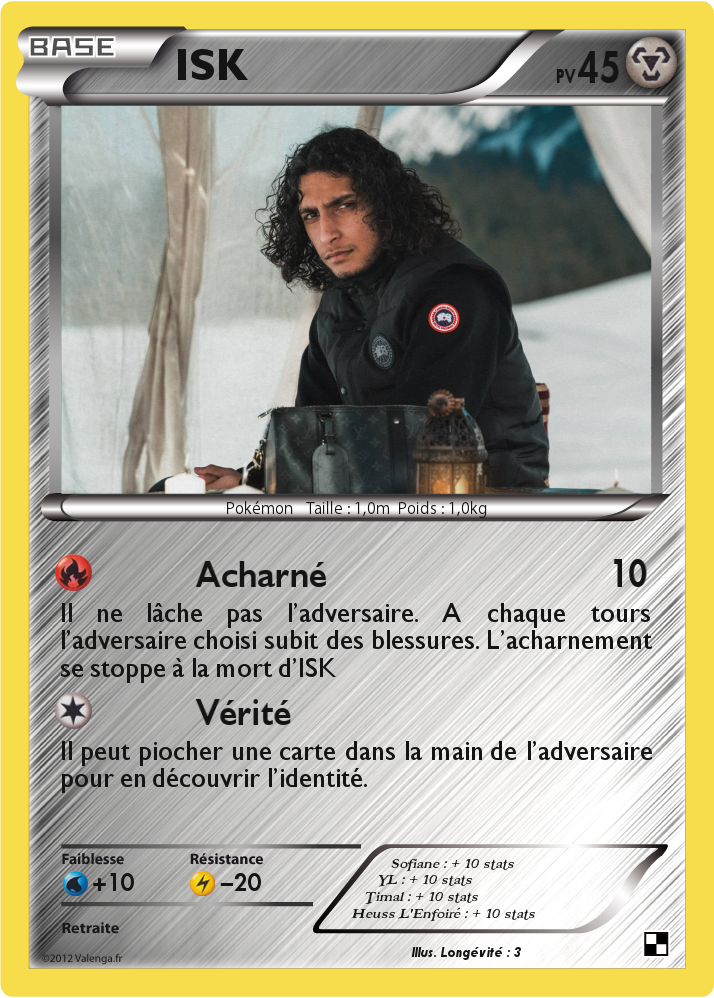 BASE
ISK
PV 45
Pokémon Taille : 1,0m Poids : 1,0kg
Acharné 10
Il ne lâche pas l'adversaire. A chaque tours
l'adversaire choisi subit des blessures. L'acharnement
se stoppe à la mort d'ISK
Vérité
Il peut piocher une carte dans la main de l'adversaire
pour en découvrir l'identité.
Faiblesse
+10
Résistance
−20
Retraite
Sofiane : + 10 stats
YL : + 10 stats
Timal : + 10 stats
Heuss L'Enfoiré : + 10 stats
Illus. Longévité : 3
©2012 Valenga.fr